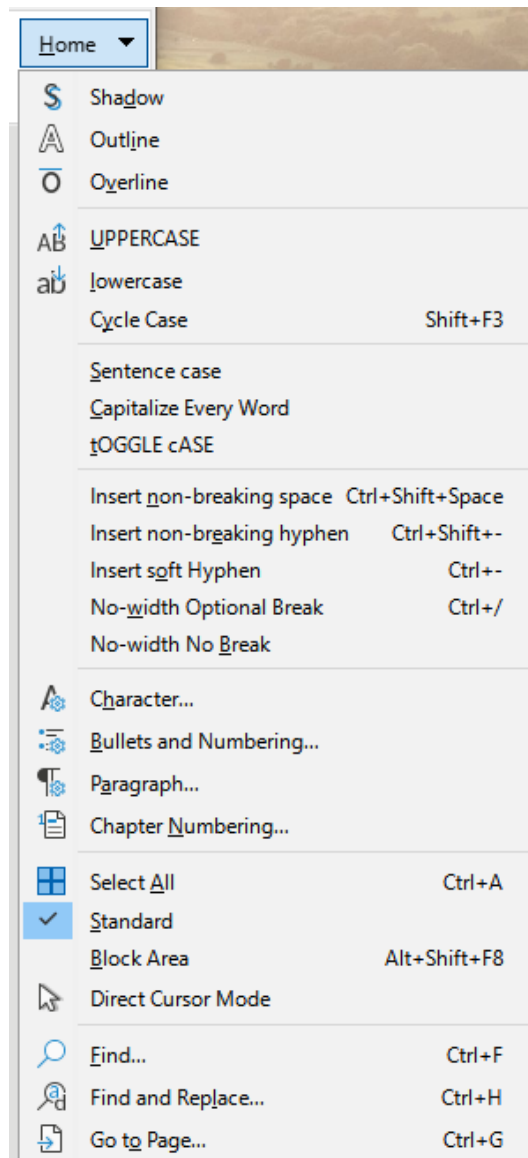 Home
Shadow
Outline
Overline
UPPERCASE
lowercase
Cycle Case Shift+F3
Sentence case
Capitalize Every Word
tOGGLE cASE
Insert non-breaking space Ctrl+Shift+Space
Insert non-breaking hyphen Ctrl+Shift+-
Insert soft Hyphen Ctrl+-
No-width Optional Break Ctrl+/
No-width No Break
Character...
Bullets and Numbering...
Paragraph...
Chapter Numbering...
Select All Ctrl+A
Standard
Block Area Alt+Shift+F8
Direct Cursor Mode
Find... Ctrl+F
Find and Replace... Ctrl+H
Go to Page... Ctrl+G